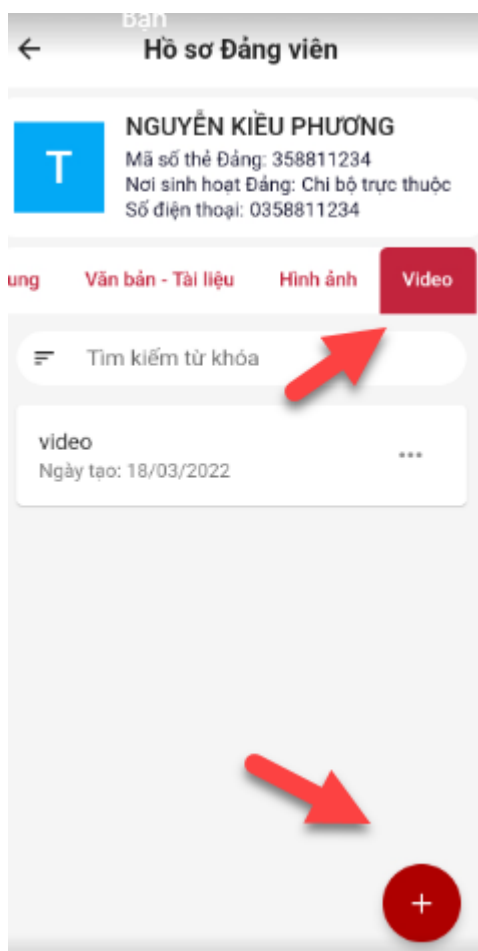 Bạn
Hồ sơ Đảng viên
T
NGUYỄN KIỀU PHƯƠNG
Mã số thẻ Đảng: 358811234
Nơi sinh hoạt Đảng: Chi bộ trực thuộc
Số điện thoại: 0358811234
ung Văn bản - Tài liệu Hình ảnh Video
Tìm kiếm từ khóa
video
Ngày tạo: 18/03/2022
+